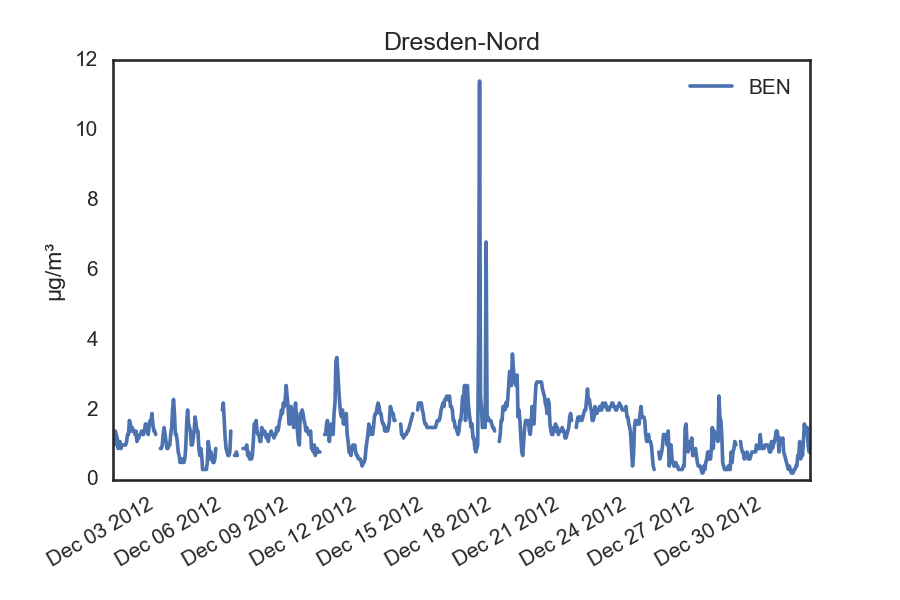 Dresden-Nord
BEN
µg/m³
12
10
8
6
4
2
0
Dec 03 2012
Dec 06 2012
Dec 09 2012
Dec 12 2012
Dec 15 2012
Dec 18 2012
Dec 21 2012
Dec 24 2012
Dec 27 2012
Dec 30 2012